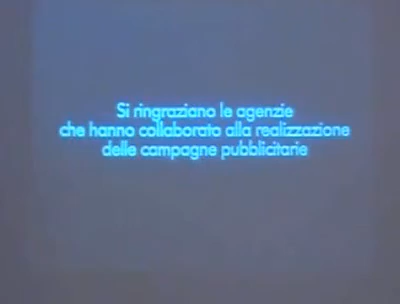 Si ringraziano le agenzie
che hanno collaborato alla realizzazione
delle campagne pubblicitarie